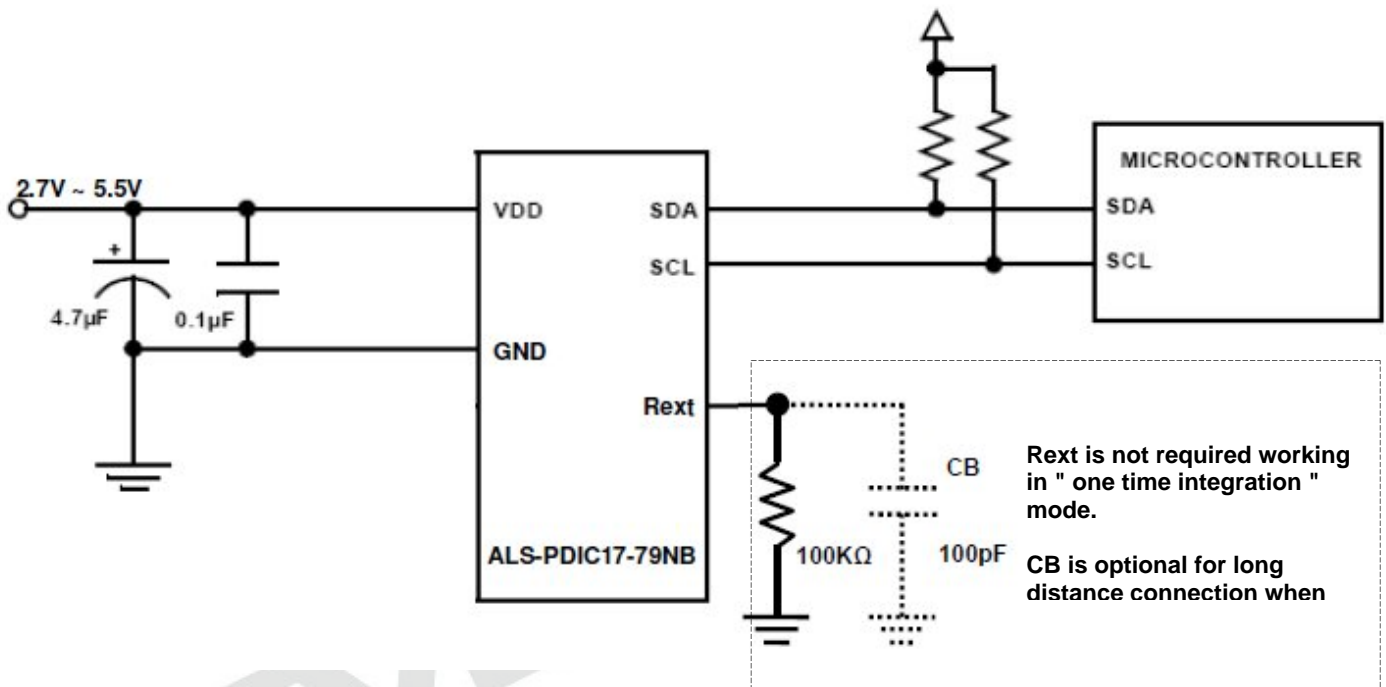 2.7V ~ 5.5V
+
4.7µF
0.1µF
VDD
GND
SDA
SCL
Rext
ALS-PDIC17-79NB
MICROCONTROLLER
SDA
SCL
100KΩ
CB
100pF
Rext is not required working
in " one time integration "
mode.
CB is optional for long
distance connection when